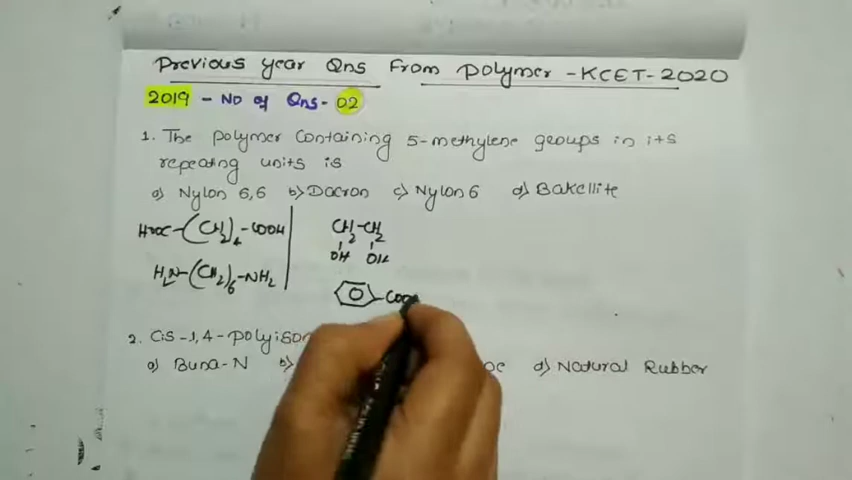 Previous year Qns From Polymer - KCET-2020
2019 - No of Qns- 02
1. The polymer containing 5-methylene groups in its
repeating units is
a) Nylon 6,6 b) Dacron c) Nylon 6 d) Bakellite
HOOC-(CH2)4-COOH
CH2-CH2
OH OH
H2N-(CH2)6-NH2
2. Cis-1,4-polyison
a) Buna-N b) d) Natural Rubber